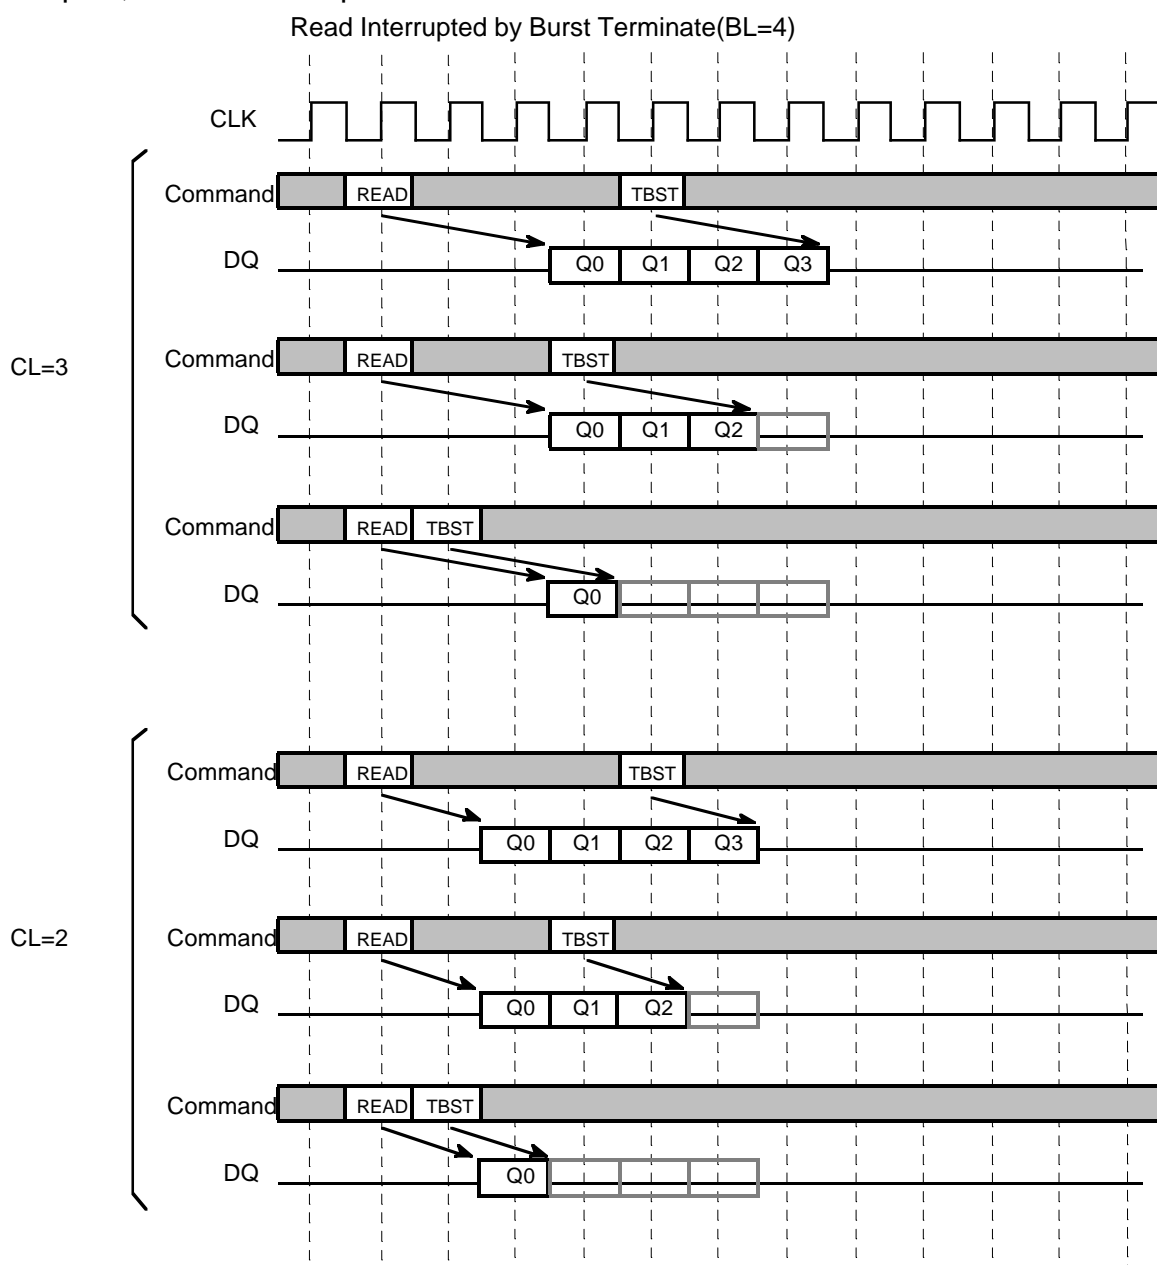 Read Interrupted by Burst Terminate(BL=4)
CLK
Command READ TBST
DQ Q0 Q1 Q2 Q3
CL=3
Command READ TBST
DQ Q0 Q1 Q2
Command READ TBST
DQ Q0
Command READ TBST
DQ Q0 Q1 Q2 Q3
CL=2
Command READ TBST
DQ Q0 Q1 Q2
Command READ TBST
DQ Q0